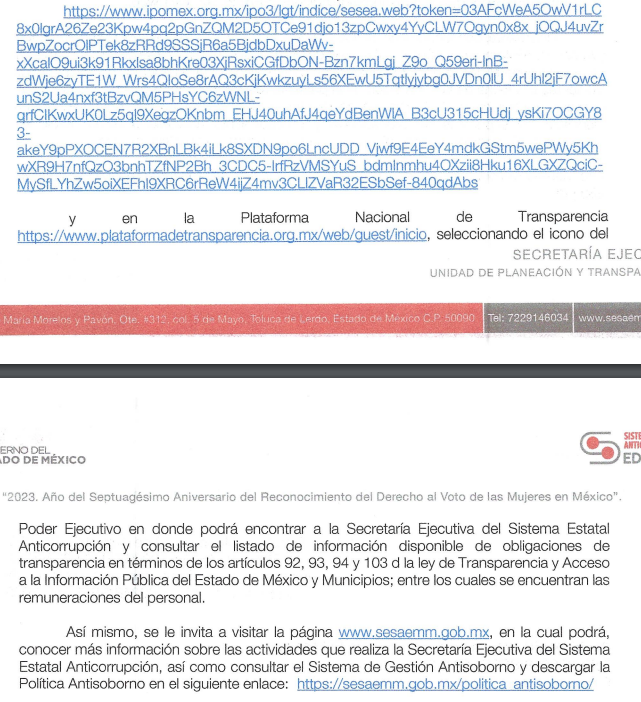 https://www.ipomex.org.mx/ipo3/lgt/indice/sesea.web?token=03AFcWeA5OwV1rLC
8x0lgrA26Ze23Kpw4pq2pGnZQM2D5OTCe91djo13zpCwxy4YyCLW7Ogyn0x8x_jOQJ4uvZr
BwpZocrOlPTek8zRRd9SSSjR6a5BjdbDxuDaWv-
xXcalO9ui3k91Rkxlsa8bhKre03XjRsxiCGfDbON-Bzn7kmLgj_Z9o_Q59eri-lnB-
zdWje6zyTE1W_Wrs4QloSe8rAQ3cKjKwkzuyLs56XEwU5Tqtlyjybg0JVDn0lU_4rUhl2jF7owcA
unS2Ua4nxf3tBzvQM5PHsYC6zWNL-
qrfClKwxUK0Lz5ql9XegzOKnbm_EHJ40uhAfJ4qeYdBenWlA_B3cU315cHUdj_ysKi7OCGY8
3-
akeY9pPXOCEN7R2XBnLBk4iLk8SXDN9po6LncUDD_Vjwf9E4EeY4mdkGStm5wePWy5Kh
wXR9H7nfQzO3bnhTZfNP2Bh_3CDC5-lrfRzVMSYuS_bdmlnmhu4OXzii8Hku16XLGXZQciC-
MySfLYhZw5oiXEFhl9XRC6rReW4ijZ4mv3CLlZVaR32ESbSef-840qdAbs
y en la Plataforma Nacional de Transparencia
https://www.plataformadetransparencia.org.mx/web/guest/inicio, seleccionando el icono del
SECRETARÍA EJEC
UNIDAD DE PLANEACIÓN Y TRANSPA
María Morelos y Pavón, Ote. #312, col. 5 de Mayo, Toluca de Lerdo, Estado de México C.P. 50090 Tel: 7229146034 www.sesaem
ERNO DEL
ADO DE MÉXICO
SISTE
ANTIC
ED
"2023. Año del Septuagésimo Aniversario del Reconocimiento del Derecho al Voto de las Mujeres en México".
Poder Ejecutivo en donde podrá encontrar a la Secretaría Ejecutiva del Sistema Estatal
Anticorrupción y consultar el listado de información disponible de obligaciones de
transparencia en términos de los artículos 92, 93, 94 y 103 d la ley de Transparencia y Acceso
a la Información Pública del Estado de México y Municipios; entre los cuales se encuentran las
remuneraciones del personal.
Así mismo, se le invita a visitar la página www.sesaemm.gob.mx, en la cual podrá,
conocer más información sobre las actividades que realiza la Secretaría Ejecutiva del Sistema
Estatal Anticorrupción, así como consultar el Sistema de Gestión Antisoborno y descargar la
Política Antisoborno en el siguiente enlace: https://sesaemm.gob.mx/politica_antisoborno/